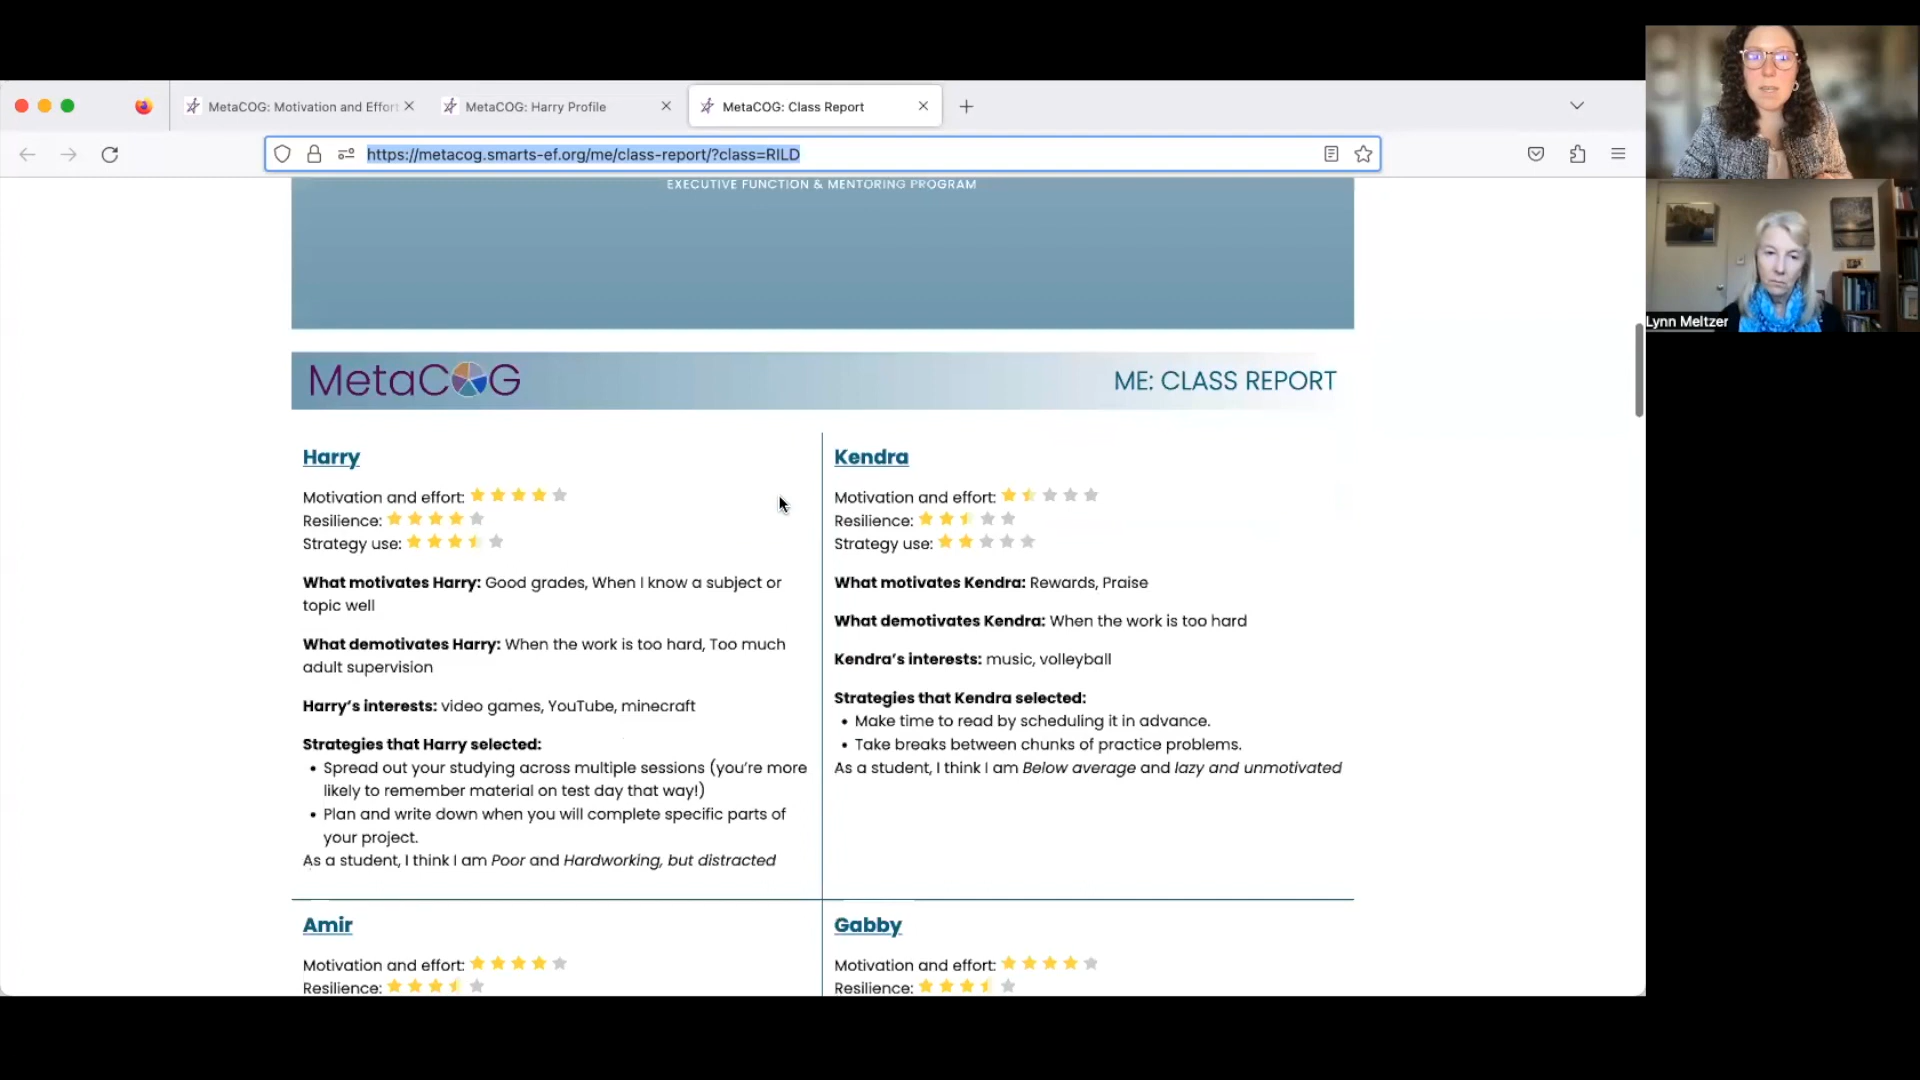 MetaCOG: Motivation and Effor
MetaCOG: Harry Profile
MetaCOG: Class Report
https://metacog.smarts-ef.org/me/class-report/?class=RILD
EXECUTIVE FUNCTION & MENTORING PROGRAM
MetaCOG
ME: CLASS REPORT
Harry
Motivation and effort:
Resilience:
Strategy use:
What motivates Harry: Good grades, When I know a subject or
topic well
What demotivates Harry: When the work is too hard, Too much
adult supervision
Harry's interests: video games, YouTube, minecraft
Strategies that Harry selected:
• Spread out your studying across multiple sessions (you're more
likely to remember material on test day that way!)
• Plan and write down when you will complete specific parts of
your project.
As a student, I think I am Poor and Hardworking, but distracted
Kendra
Motivation and effort:
Resilience:
Strategy use:
What motivates Kendra: Rewards, Praise
What demotivates Kendra: When the work is too hard
Kendra's interests: music, volleyball
Strategies that Kendra selected:
• Make time to read by scheduling it in advance.
• Take breaks between chunks of practice problems.
As a student, I think I am Below average and lazy and unmotivated
Amir
Motivation and effort:
Resilience:
Gabby
Motivation and effort:
Resilience:
Lynn Meltzer